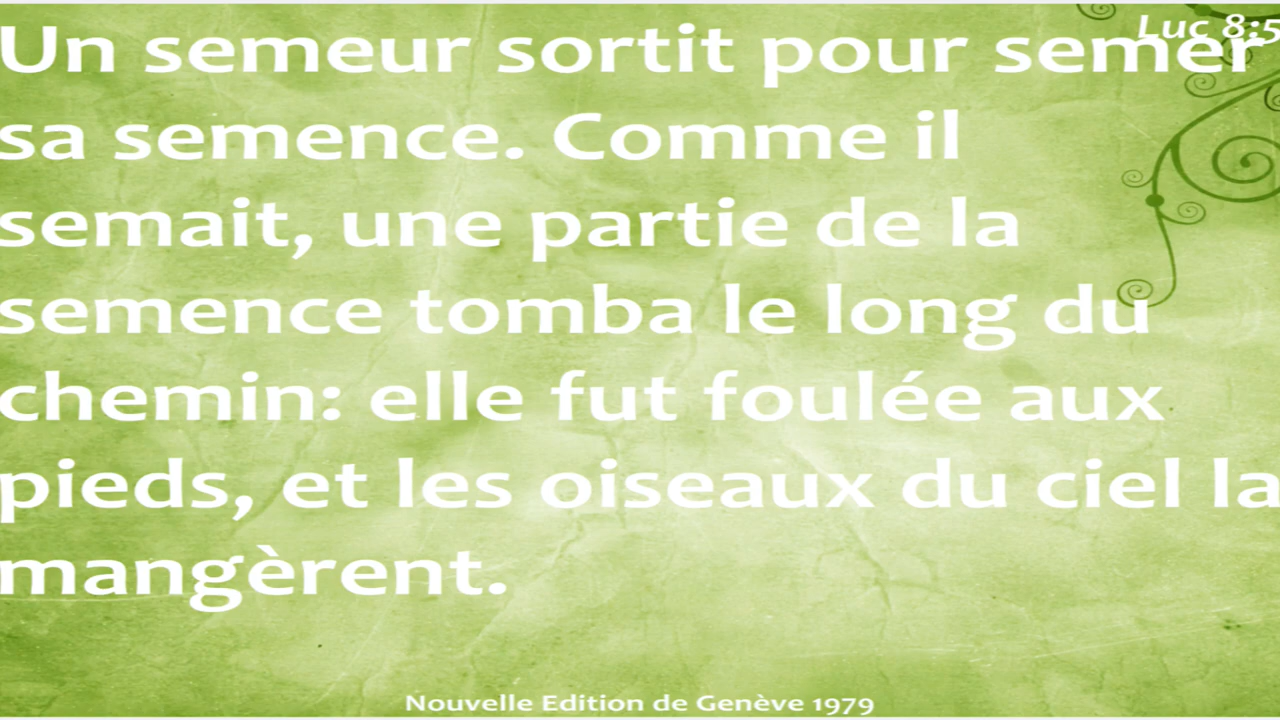 Luc 8:5
Un semeur sortit pour semer
sa semence. Comme il
semait, une partie de la
semence tomba le long du
chemin: elle fut foulée aux
pieds, et les oiseaux du ciel la
mangèrent.
Nouvelle Edition de Genève 1979